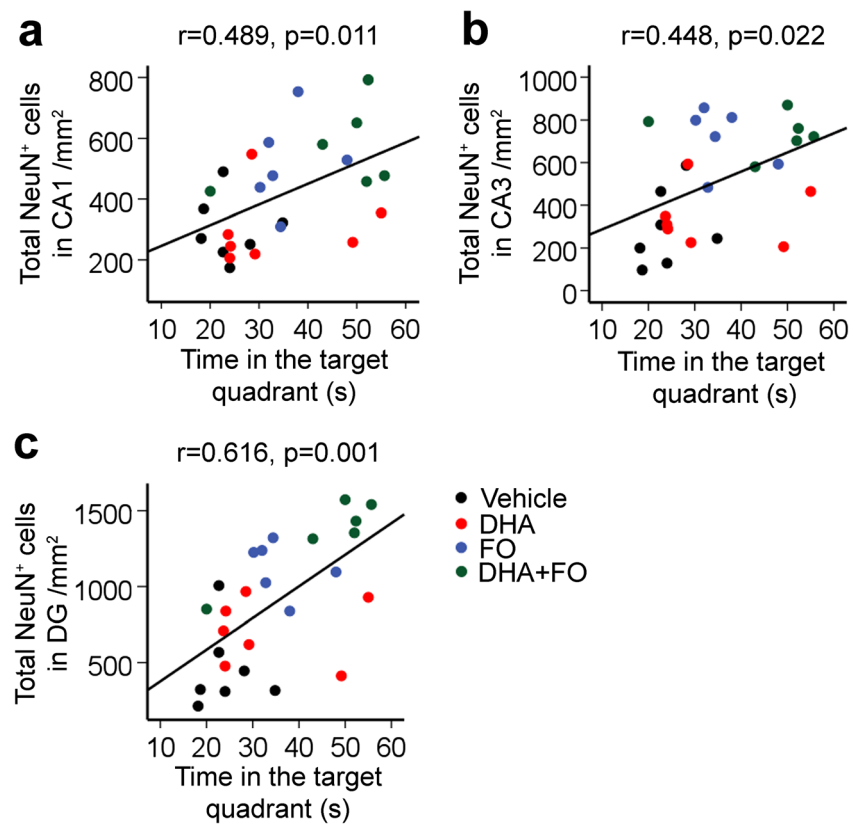 a
r=0.489, p=0.011
Total NeuN⁺ cells
in CA1 /mm²
800
600
400
200
10 20 30 40 50 60
Time in the target
quadrant (s)
b
r=0.448, p=0.022
Total NeuN⁺ cells
in CA3 /mm²
1000
800
600
400
200
0
10 20 30 40 50 60
Time in the target
quadrant (s)
c
r=0.616, p=0.001
Total NeuN⁺ cells
in DG /mm²
1500
1000
500
10 20 30 40 50 60
Time in the target
quadrant (s)
Vehicle
DHA
FO
DHA+FO